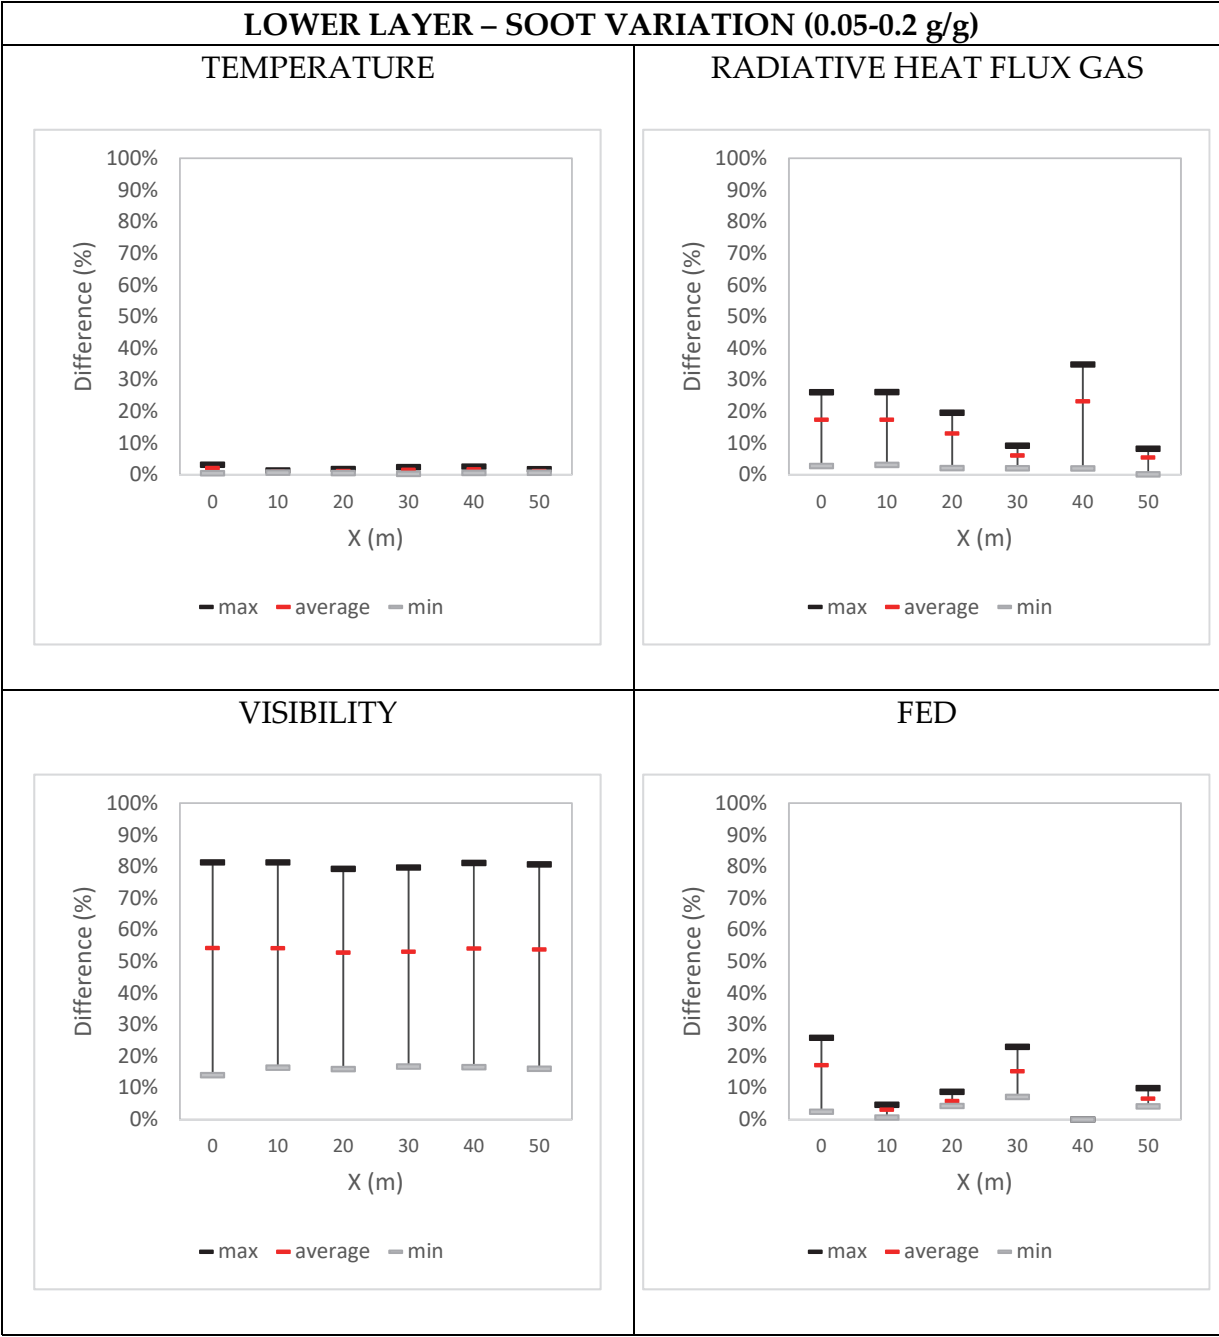 LOWER LAYER – SOOT VARIATION (0.05-0.2 g/g)
TEMPERATURE
100%
90%
80%
70%
60%
50%
40%
30%
20%
10%
0%
Difference (%)
0 10 20 30 40 50
X (m)
max average min
RADIATIVE HEAT FLUX GAS
100%
90%
80%
70%
60%
50%
40%
30%
20%
10%
0%
Difference (%)
0 10 20 30 40 50
X (m)
max average min
VISIBILITY
100%
90%
80%
70%
60%
50%
40%
30%
20%
10%
0%
Difference (%)
0 10 20 30 40 50
X (m)
max average min
FED
100%
90%
80%
70%
60%
50%
40%
30%
20%
10%
0%
Difference (%)
0 10 20 30 40 50
X (m)
max average min